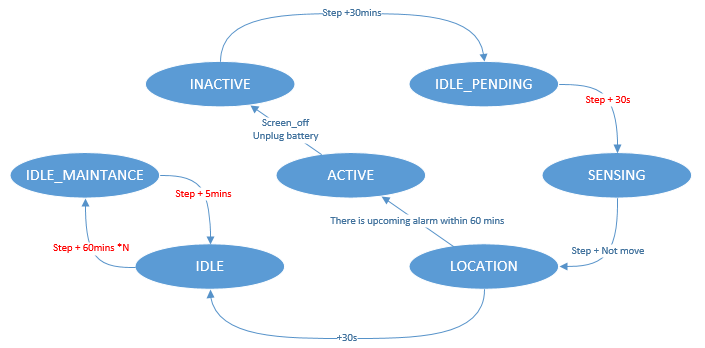 Step +30mins
INACTIVE
IDLE_PENDING
Step + 30s
Screen_off
Unplug battery
IDLE_MAINTANCE
ACTIVE
SENSING
Step + 5mins
There is upcoming alarm within 60 mins
Step + 60mins *N
Step + Not move
IDLE
LOCATION
+30s